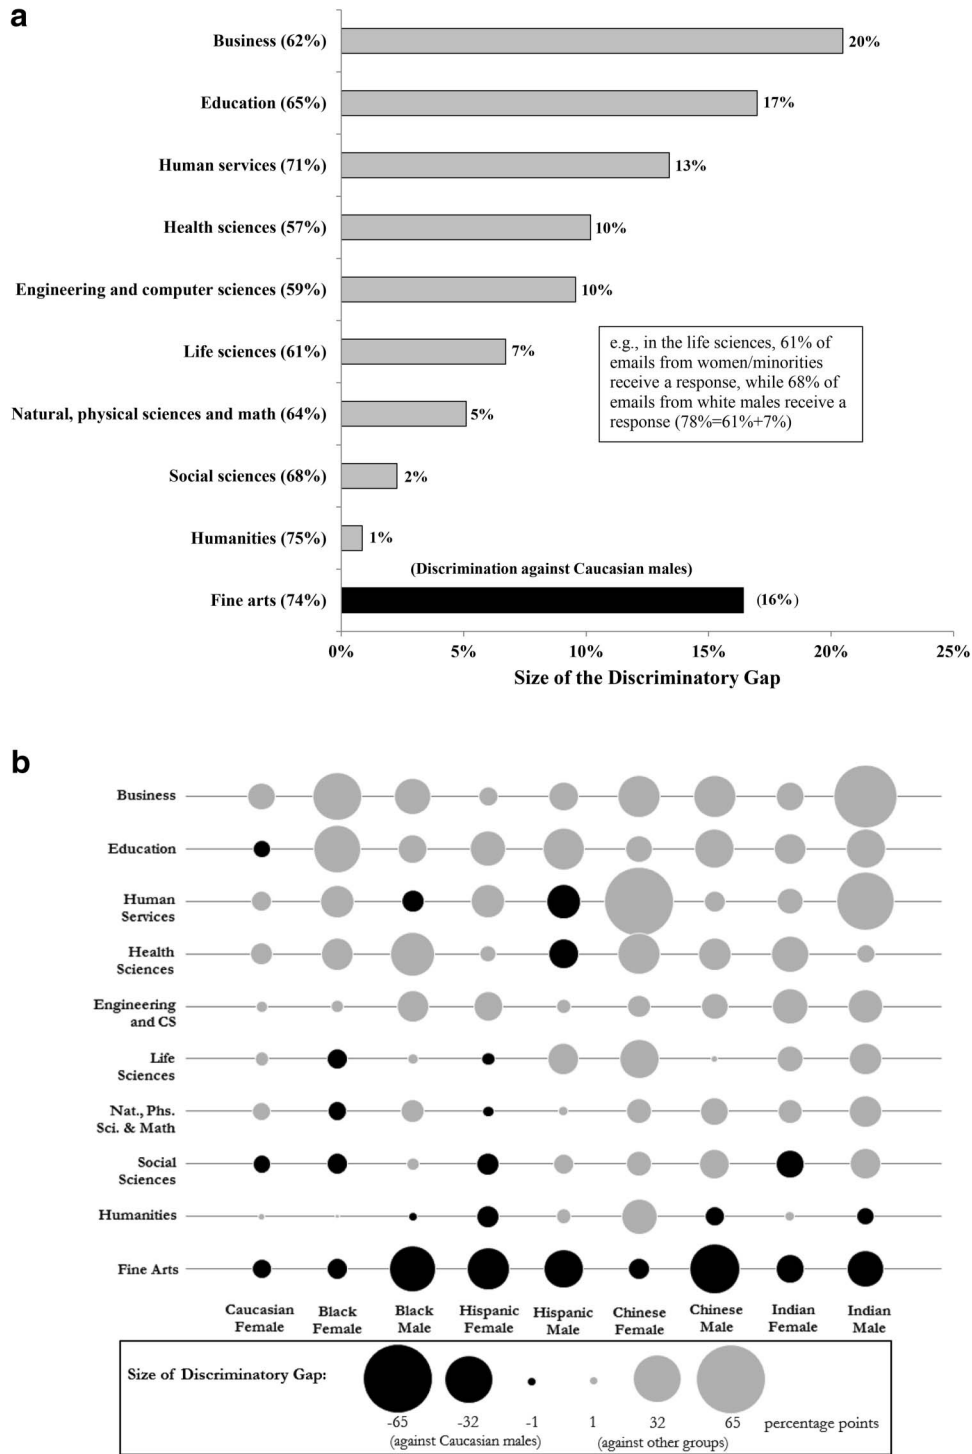 a
Business (62%)
20%
Education (65%)
17%
Human services (71%)
13%
Health sciences (57%)
10%
Engineering and computer sciences (59%)
10%
Life sciences (61%)
7%
e.g., in the life sciences, 61% of
emails from women/minorities
receive a response, while 68% of
emails from white males receive a
response (78%=61%+7%)
Natural, physical sciences and math (64%)
5%
Social sciences (68%)
2%
Humanities (75%)
1%
(Discrimination against Caucasian males)
Fine arts (74%)
(16%)
0% 5% 10% 15% 20% 25%
Size of the Discriminatory Gap
b
Business
Education
Human
Services
Health
Sciences
Engineering
and CS
Life
Sciences
Nat., Phs.
Sci. & Math
Social
Sciences
Humanities
Fine Arts
Caucasian Female
Black Female
Black Male
Hispanic Female
Hispanic Male
Chinese Female
Chinese Male
Indian Female
Indian Male
Size of Discriminatory Gap:
-65 -32 -1 1 32 65 percentage points
(against Caucasian males) (against other groups)